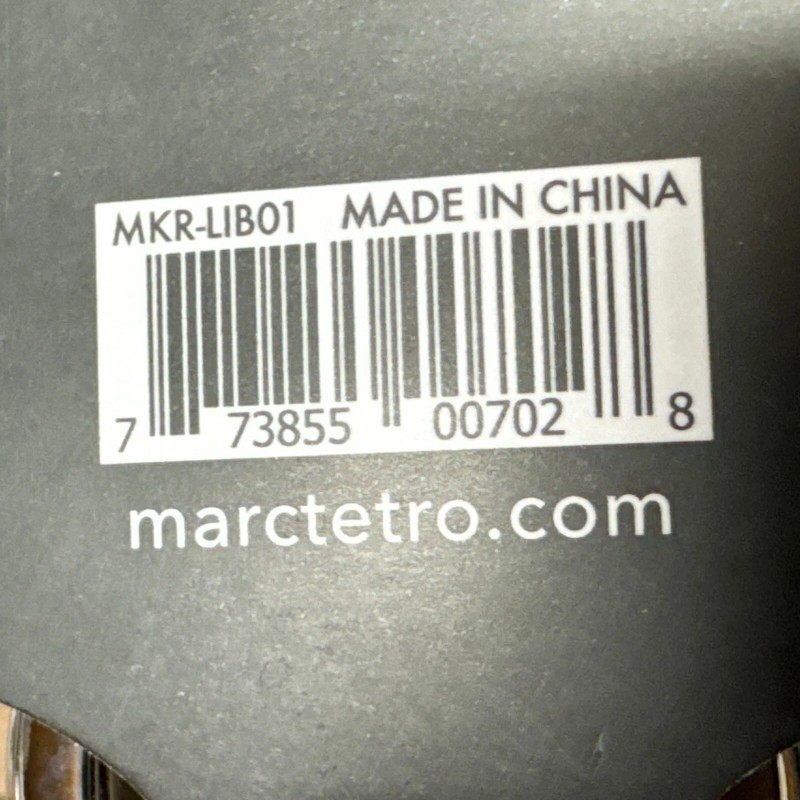 MKR-LIB01 MADE IN CHINA
7 73855 00702 8
marctetro.com